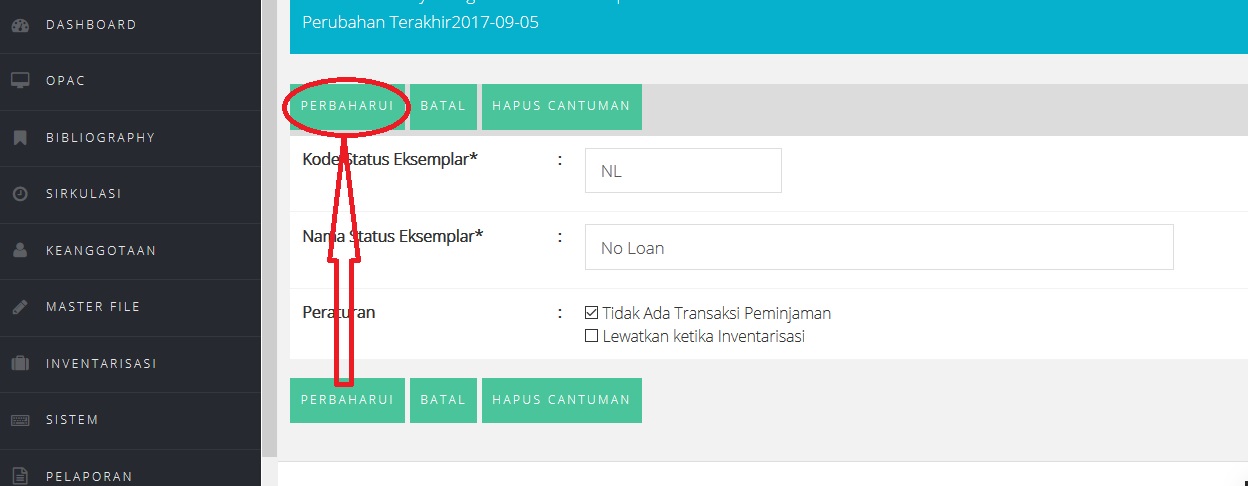 DASHBOARD
OPAC
BIBLIOGRAPHY
SIRKULASI
KEANGGOTAAN
MASTER FILE
INVENTARISASI
SISTEM
PELAPORAN
Perubahan Terakhir2017-09-05
PERBAHARUI BATAL HAPUS CANTUMAN
Kode Status Eksemplar* : NL
Nama Status Eksemplar* : No Loan
Peraturan : Tidak Ada Transaksi Peminjaman
Lewatkan ketika Inventarisasi
PERBAHARUI BATAL HAPUS CANTUMAN